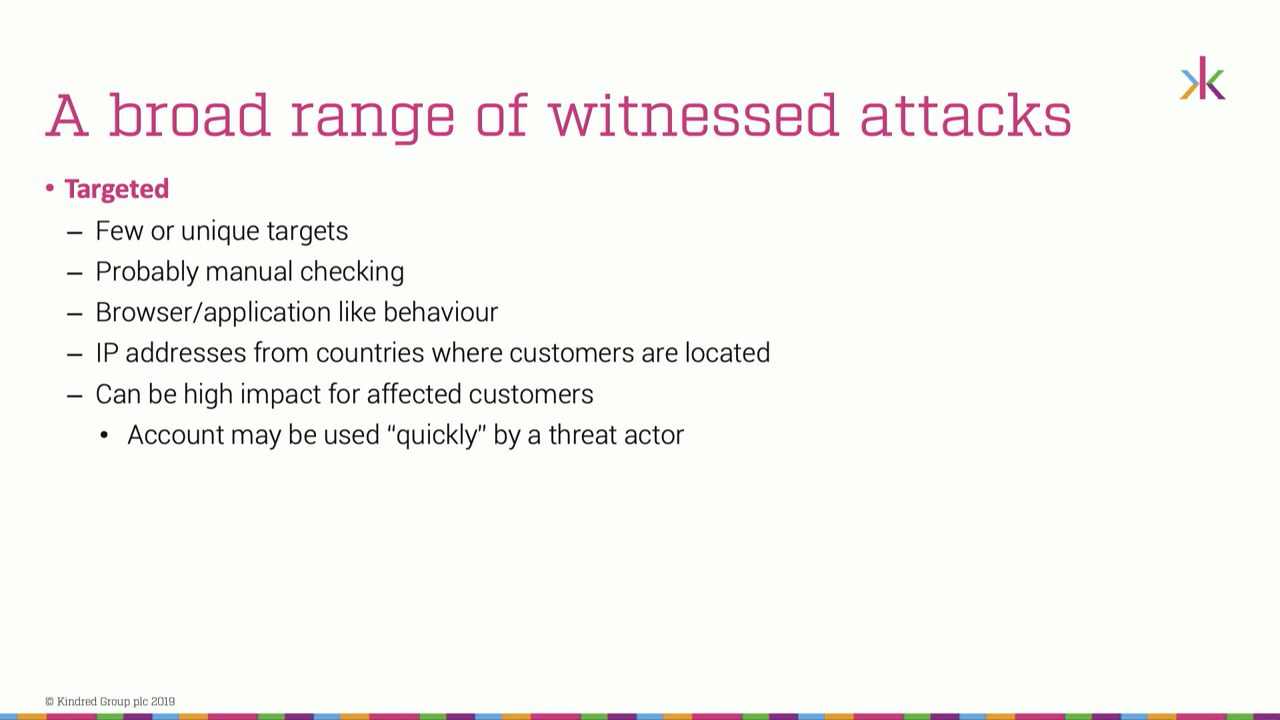 A broad range of witnessed attacks
• Targeted
– Few or unique targets
– Probably manual checking
– Browser/application like behaviour
– IP addresses from countries where customers are located
– Can be high impact for affected customers
• Account may be used “quickly” by a threat actor
© Kindred Group plc 2019